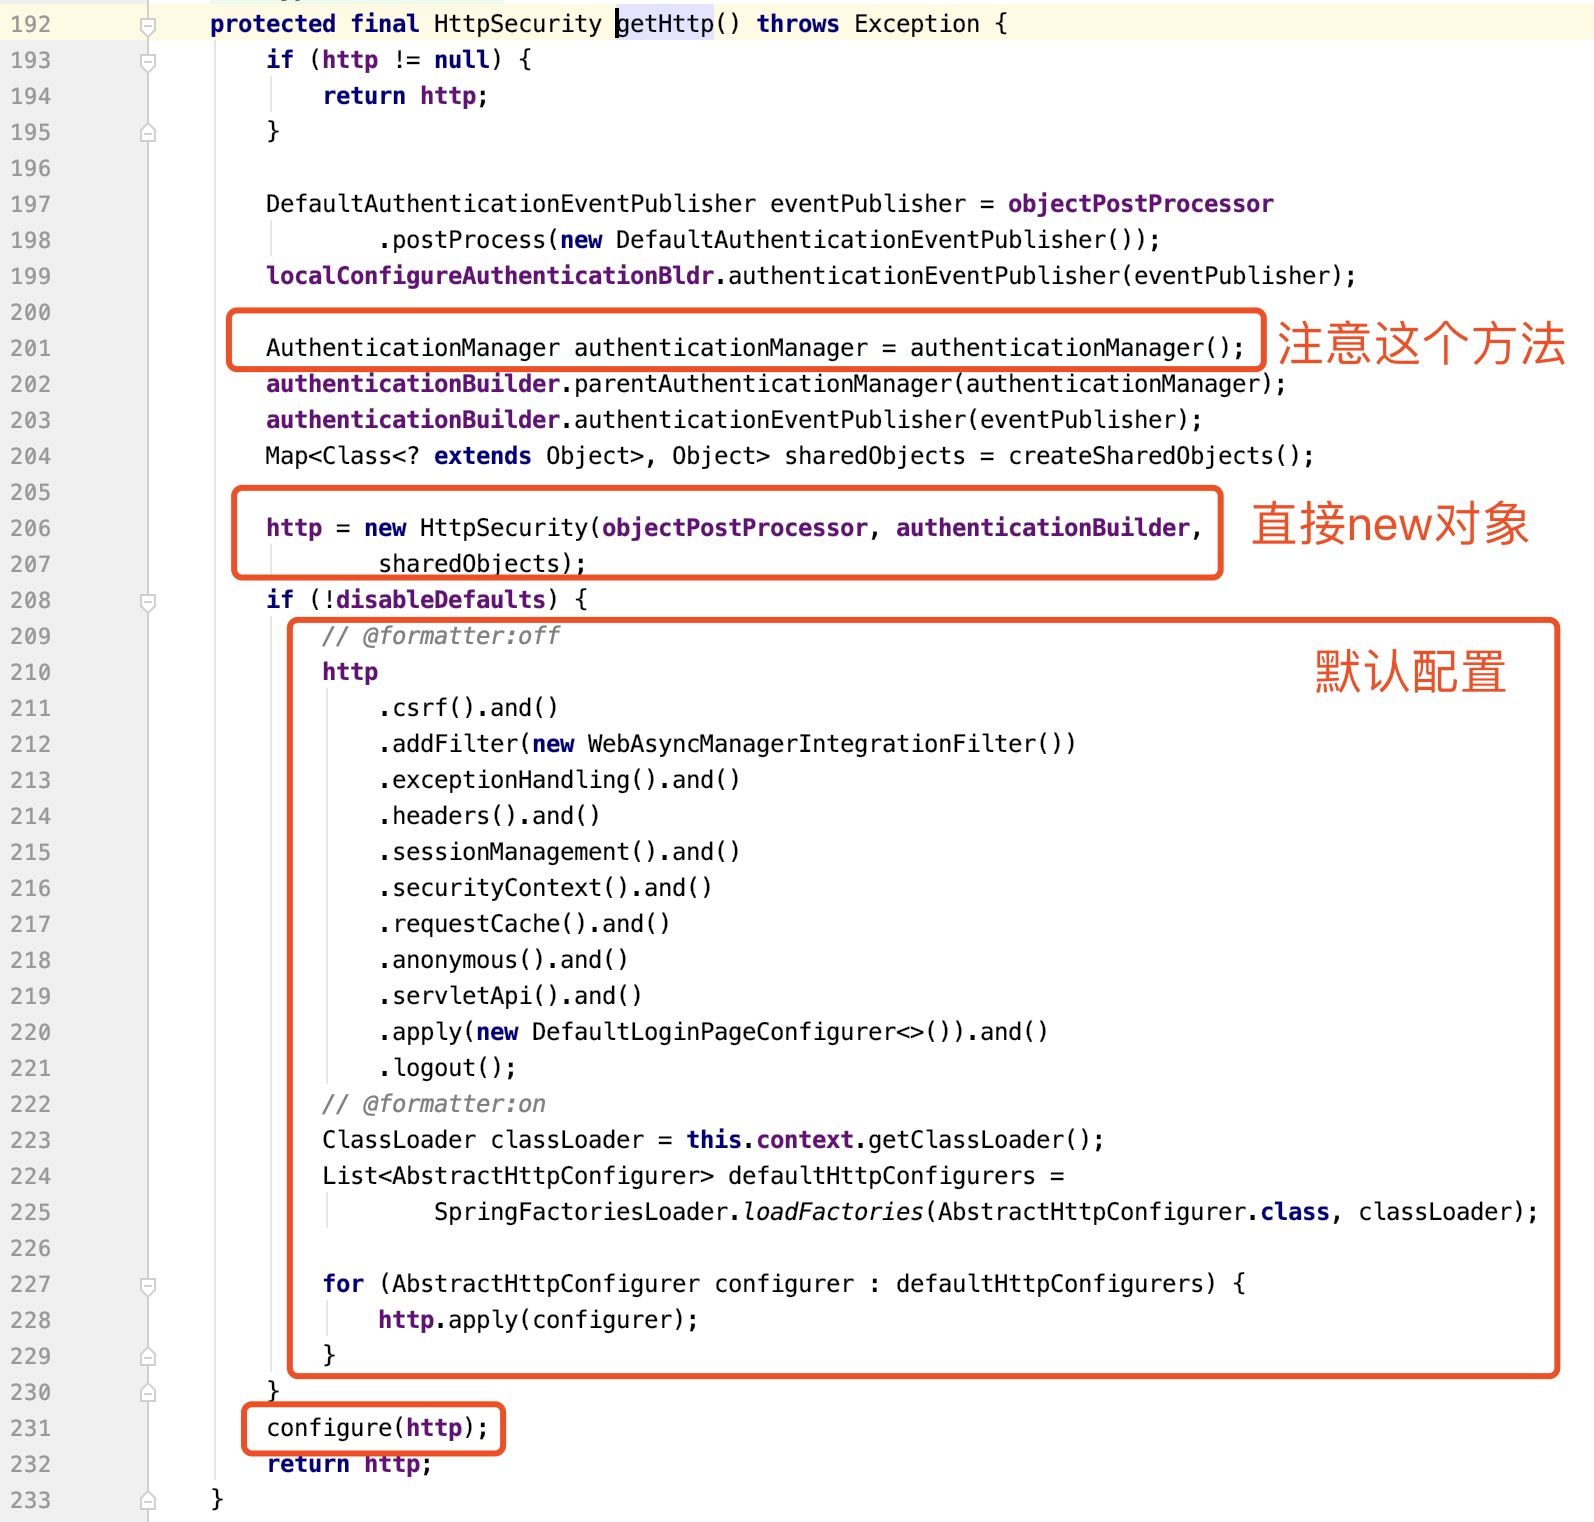 192 protected final HttpSecurity getHttp() throws Exception {
193 if (http != null) {
194 return http;
195 }
196
197 DefaultAuthenticationEventPublisher eventPublisher = objectPostProcessor
198 .postProcess(new DefaultAuthenticationEventPublisher());
199 localConfigureAuthenticationBldr.authenticationEventPublisher(eventPublisher);
200
201 AuthenticationManager authenticationManager = authenticationManager(); 注意这个方法
202 authenticationBuilder.parentAuthenticationManager(authenticationManager);
203 authenticationBuilder.authenticationEventPublisher(eventPublisher);
204 Map<Class<? extends Object>, Object> sharedObjects = createSharedObjects();
205
206 http = new HttpSecurity(objectPostProcessor, authenticationBuilder, 直接new对象
207 sharedObjects);
208 if (!disableDefaults) {
209 // @formatter:off
210 http 默认配置
211 .csrf().and()
212 .addFilter(new WebAsyncManagerIntegrationFilter())
213 .exceptionHandling().and()
214 .headers().and()
215 .sessionManagement().and()
216 .securityContext().and()
217 .requestCache().and()
218 .anonymous().and()
219 .servletApi().and()
220 .apply(new DefaultLoginPageConfigurer<>()).and()
221 .logout();
222 // @formatter:on
223 ClassLoader classLoader = this.context.getClassLoader();
224 List<AbstractHttpConfigurer> defaultHttpConfigurers =
225 SpringFactoriesLoader.loadFactories(AbstractHttpConfigurer.class, classLoader);
226
227 for (AbstractHttpConfigurer configurer : defaultHttpConfigurers) {
228 http.apply(configurer);
229 }
230 }
231 configure(http);
232 return http;
233 }